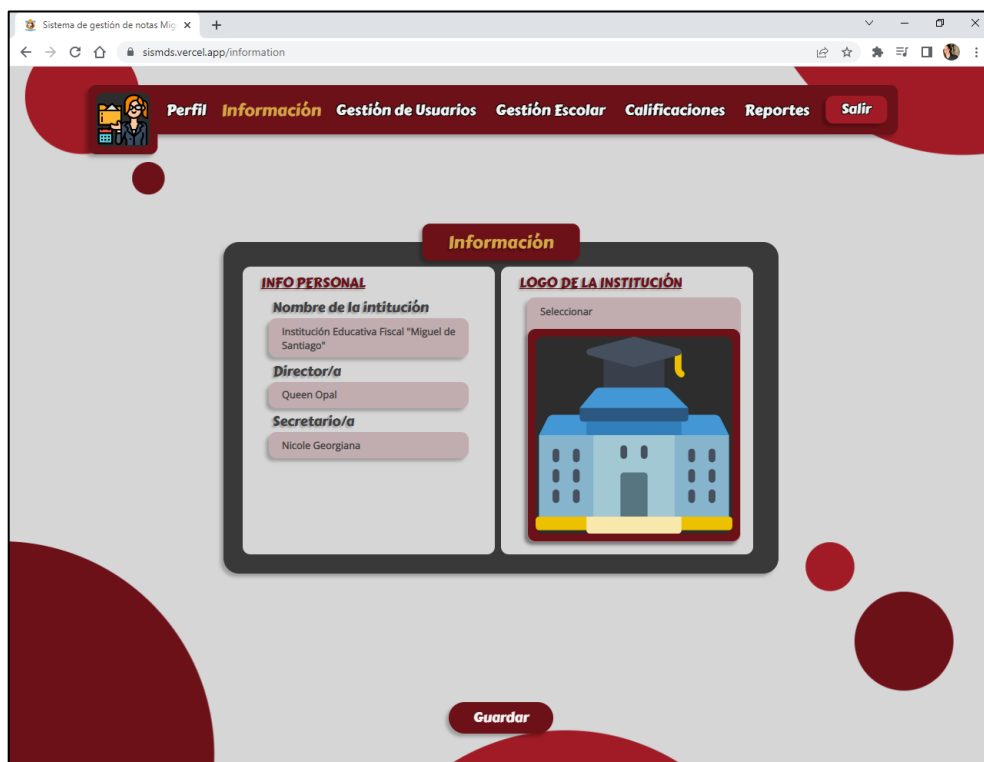 Sistema de gestión de notas Mig
sismds.vercel.app/information
Perfil Información Gestión de Usuarios Gestión Escolar Calificaciones Reportes Salir
Información
INFO PERSONAL
Nombre de la intitución
Institución Educativa Fiscal "Miguel de
Santiago"
Director/a
Queen Opal
Secretario/a
Nicole Georgiana
LOGO DE LA INSTITUCIÓN
Seleccionar
Guardar